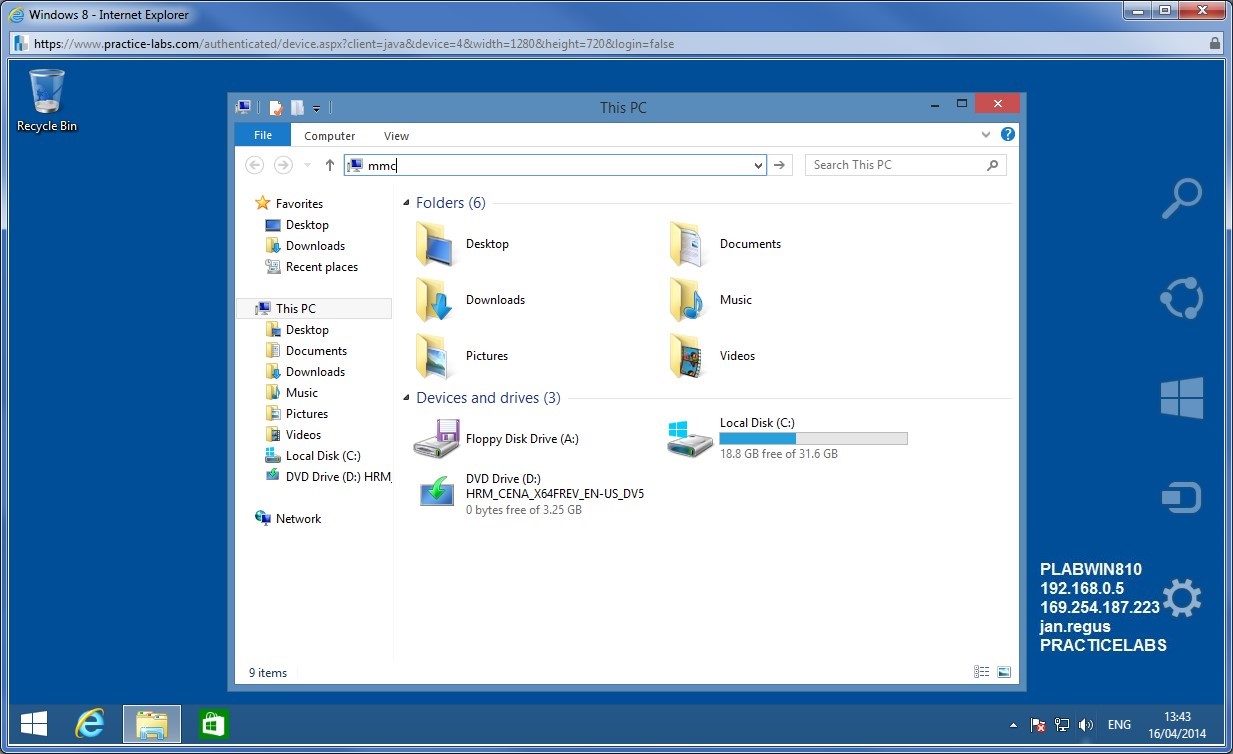 Windows 8 - Internet Explorer
https://www.practice-labs.com/authenticated/device.aspx?client=java&device=4&width=1280&height=720&login=false
Recycle Bin
This PC
File
Computer
View
mmc
Search This PC
Favorites
Desktop
Downloads
Recent places
This PC
Desktop
Documents
Downloads
Music
Pictures
Videos
Local Disk (C:)
DVD Drive (D:) HRM_
Network
Folders (6)
Desktop
Documents
Downloads
Music
Pictures
Videos
Devices and drives (3)
Floppy Disk Drive (A:)
Local Disk (C:)
18.8 GB free of 31.6 GB
DVD Drive (D:)
HRM_CENA_X64FREV_EN-US_DV5
0 bytes free of 3.25 GB
9 items
PLABWIN810
192.168.0.5
169.254.187.223
jan.regus
PRACTICELABS
ENG
13:43
16/04/2014